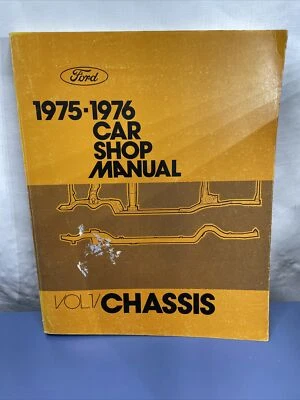 Ford
1975-1976
CAR
SHOP
MANUAL
VOL.1/CHASSIS